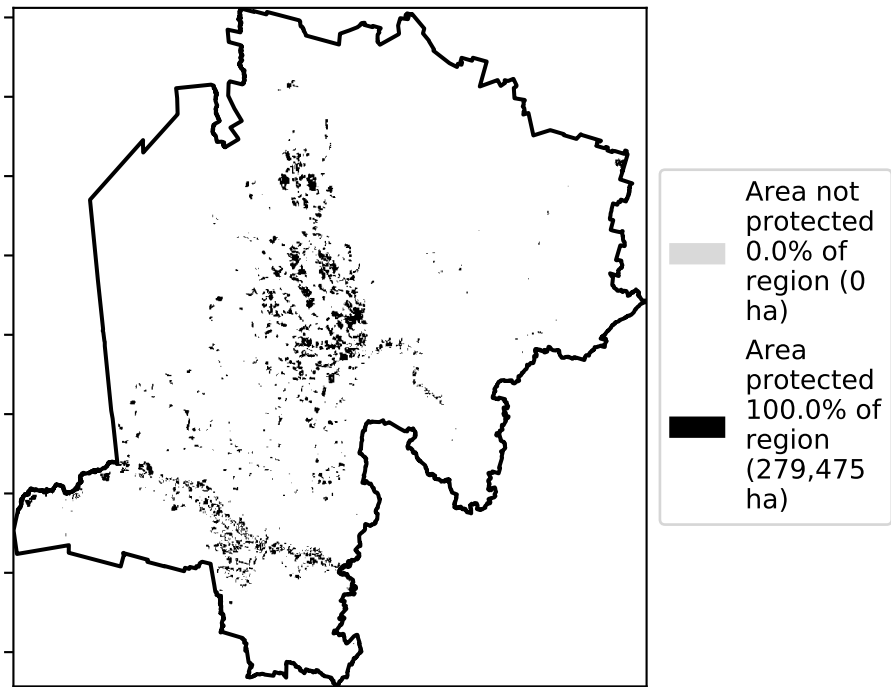 Area not
protected
0.0% of
region (0
ha)
Area
protected
100.0% of
region
(279,475
ha)